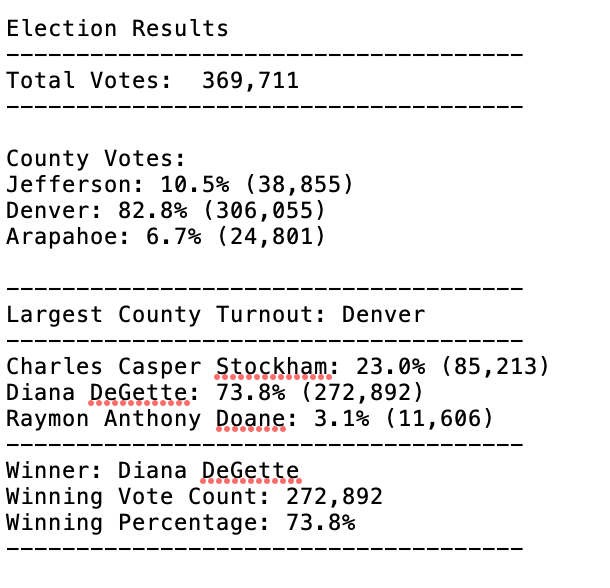 Election Results
-------------------------------------
Total Votes:  369,711
-------------------------------------
County Votes:
Jefferson: 10.5% (38,855)
Denver: 82.8% (306,055)
Arapahoe: 6.7% (24,801)
-------------------------------------
Largest County Turnout: Denver
-------------------------------------
Charles Casper Stockham: 23.0% (85,213)
Diana DeGette: 73.8% (272,892)
Raymon Anthony Doane: 3.1% (11,606)
-------------------------------------
Winner: Diana DeGette
Winning Vote Count: 272,892
Winning Percentage: 73.8%
-------------------------------------